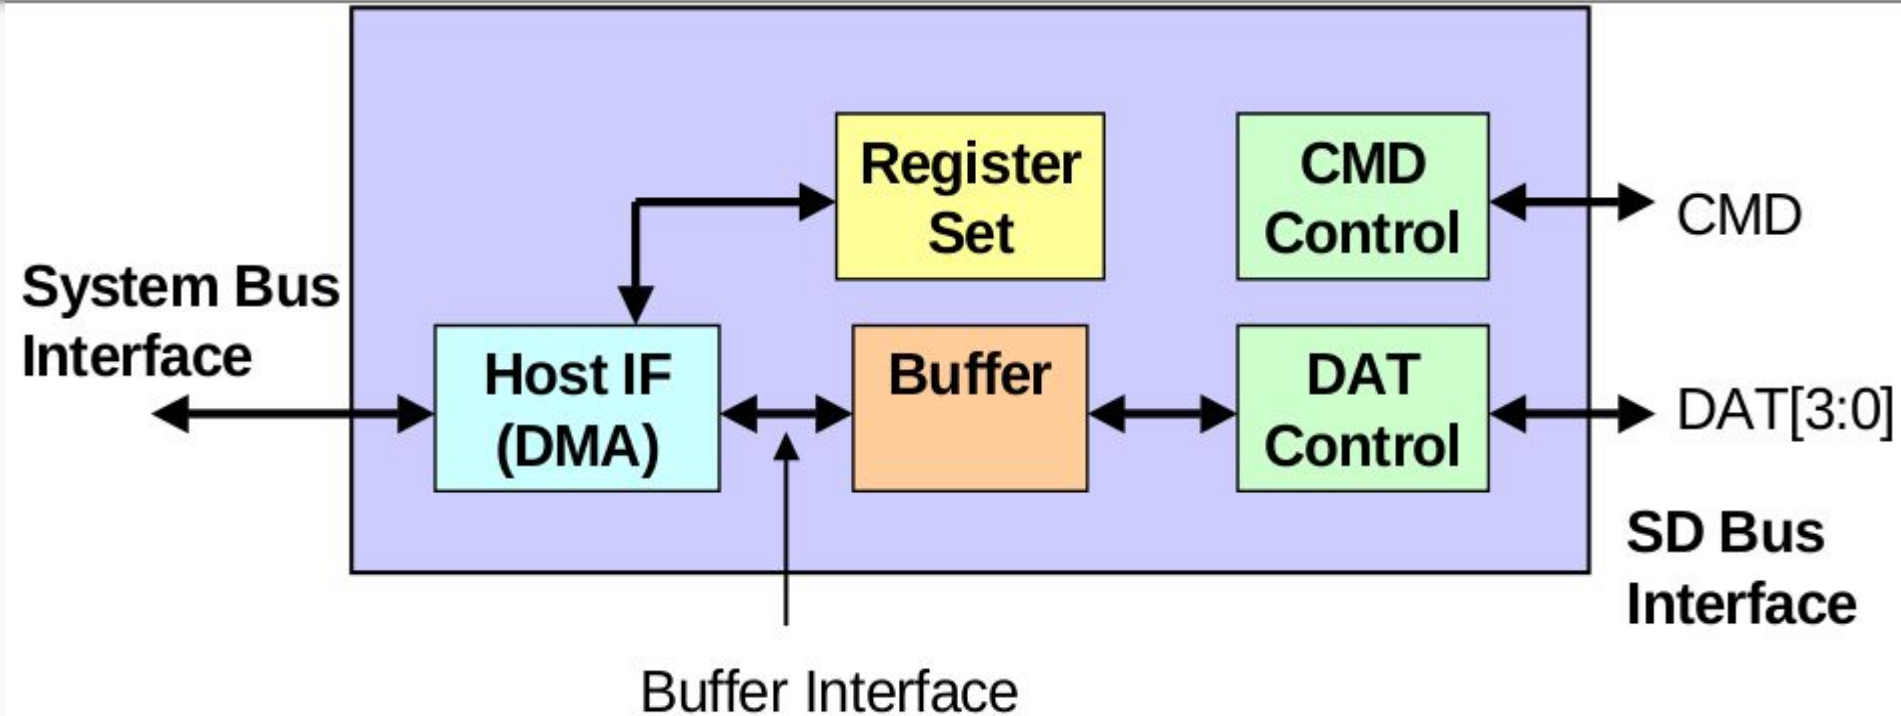 Register
Set
CMD
Control
CMD
System Bus
Interface
Host IF
(DMA)
Buffer
DAT
Control
DAT[3:0]
SD Bus
Interface
Buffer Interface